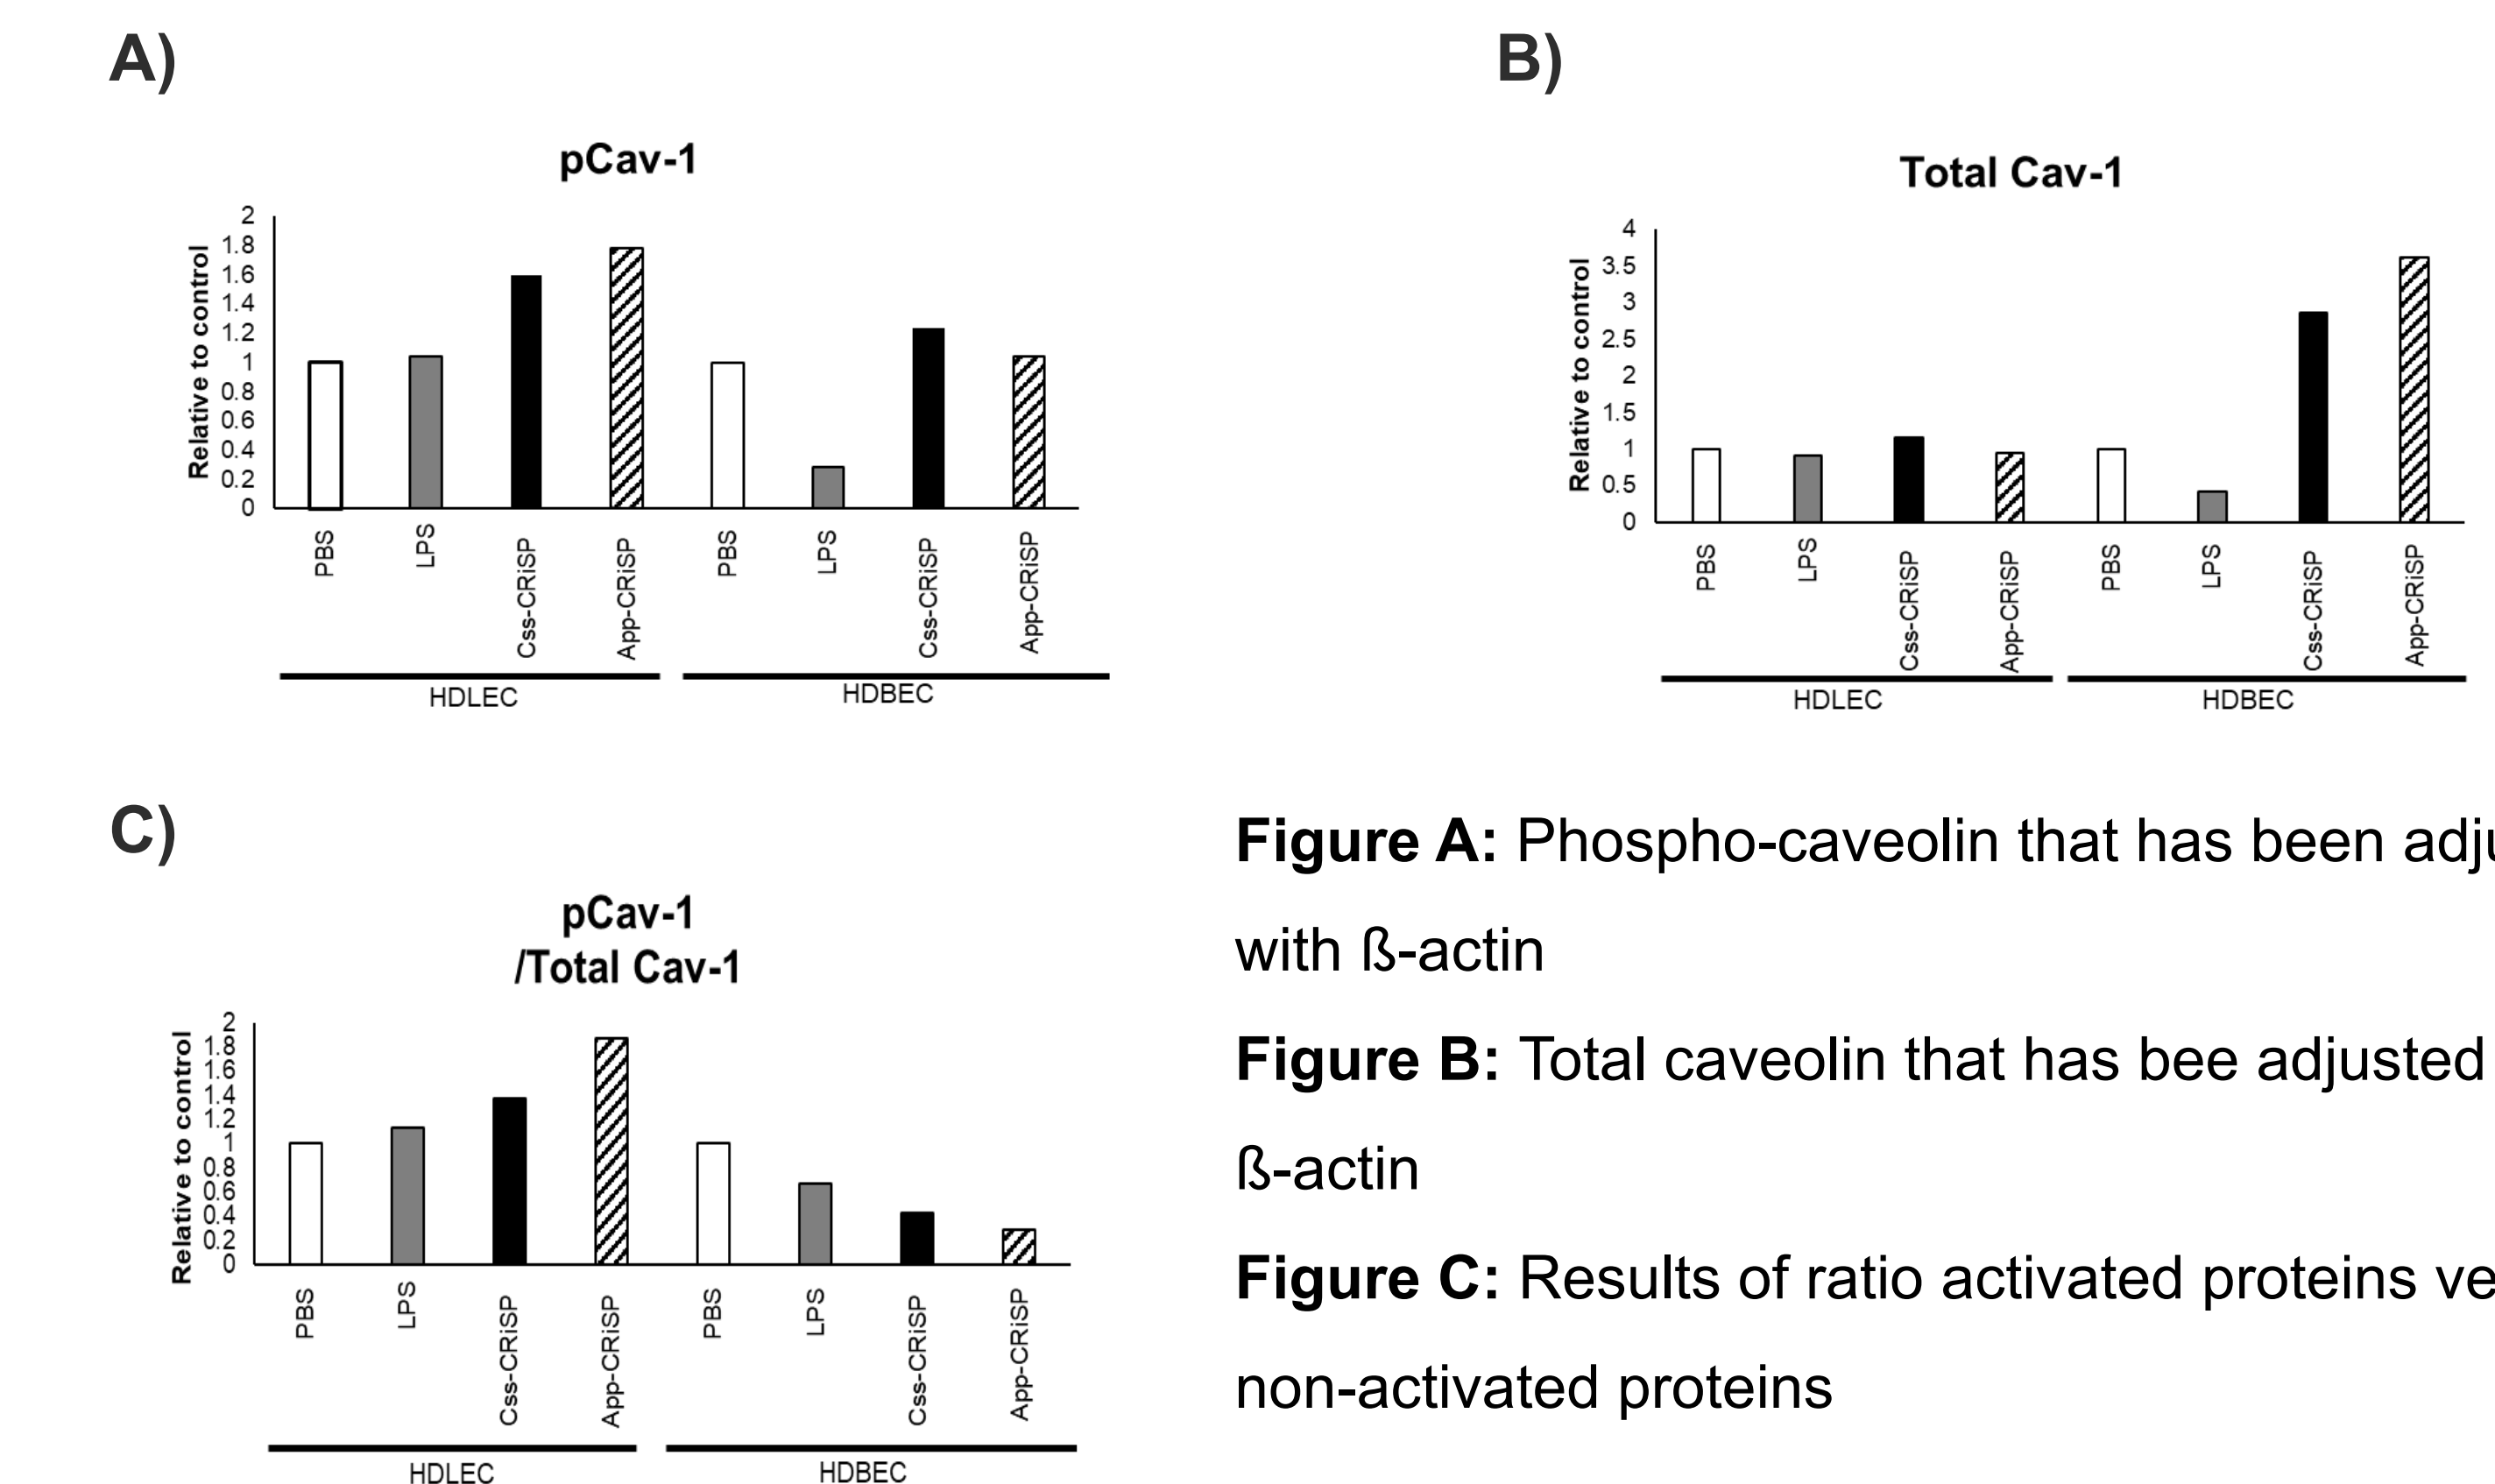 A)
pCav-1
Relative to control
2
1.8
1.6
1.4
1.2
1
0.8
0.6
0.4
0.2
0
PBS
LPS
Css-CRiSP
App-CRiSP
PBS
LPS
Css-CRiSP
App-CRiSP
HDLEC
HDBEC
B)
Total Cav-1
Relative to control
4
3.5
3
2.5
2
1.5
1
0.5
0
PBS
LPS
Css-CRiSP
App-CRiSP
PBS
LPS
Css-CRiSP
App-CRiSP
HDLEC
HDBEC
C)
pCav-1
/Total Cav-1
Relative to control
2
1.8
1.6
1.4
1.2
1
0.8
0.6
0.4
0.2
0
PBS
LPS
Css-CRiSP
App-CRiSP
PBS
LPS
Css-CRiSP
App-CRiSP
HDLEC
HDBEC
Figure A: Phospho-caveolin that has been
with ß-actin
Figure B: Total caveolin that has bee adjusted
ß-actin
Figure C: Results of ratio activated proteins
non-activated proteins